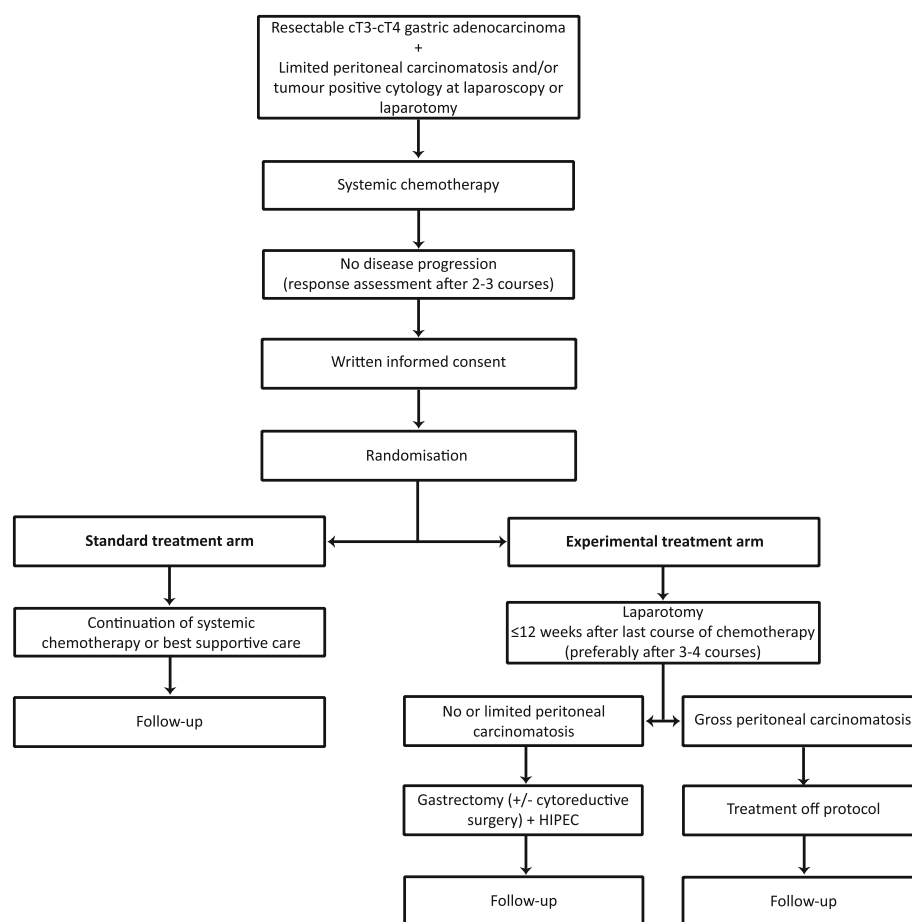 Resectable cT3-cT4 gastric adenocarcinoma
+
Limited peritoneal carcinomatosis and/or
tumour positive cytology at laparoscopy or
laparotomy
Systemic chemotherapy
No disease progression
(response assessment after 2-3 courses)
Written informed consent
Randomisation
Standard treatment arm
Continuation of systemic
chemotherapy or best supportive care
Follow-up
Experimental treatment arm
Laparotomy
≤12 weeks after last course of chemotherapy
(preferably after 3-4 courses)
No or limited peritoneal
carcinomatosis
Gastrectomy (+/- cytoreductive
surgery) + HIPEC
Follow-up
Gross peritoneal carcinomatosis
Treatment off protocol
Follow-up